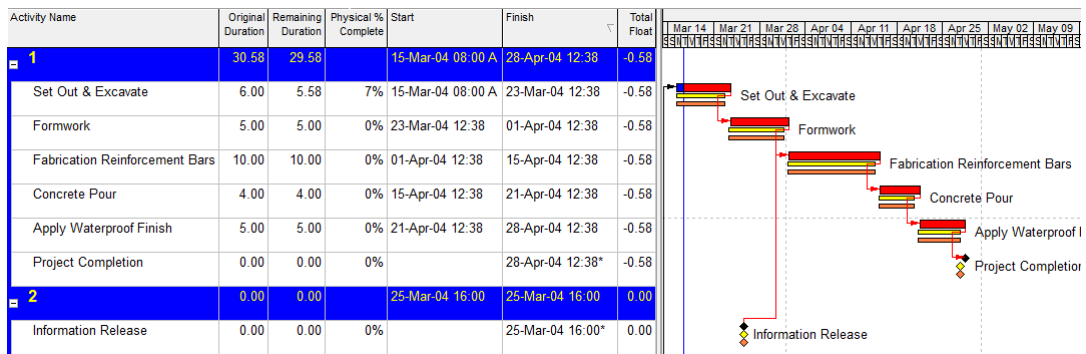 Activity Name Original Remaining Physical % Start Finish Total
Duration Duration Complete Float
Mar 14 Mar 21 Mar 28 Apr 04 Apr 11 Apr 18 Apr 25 May 02 May 09
1 30.58 29.58 15-Mar-04 08:00 A 28-Apr-04 12:38 -0.58
Set Out & Excavate 6.00 5.58 7% 15-Mar-04 08:00 A 23-Mar-04 12:38 -0.58 Set Out & Excavate
Formwork 5.00 5.00 0% 23-Mar-04 12:38 01-Apr-04 12:38 -0.58 Formwork
Fabrication Reinforcement Bars 10.00 10.00 0% 01-Apr-04 12:38 15-Apr-04 12:38 -0.58 Fabrication Reinforcement Bars
Concrete Pour 4.00 4.00 0% 15-Apr-04 12:38 21-Apr-04 12:38 -0.58 Concrete Pour
Apply Waterproof Finish 5.00 5.00 0% 21-Apr-04 12:38 28-Apr-04 12:38 -0.58 Apply Waterproof
Project Completion 0.00 0.00 0% 28-Apr-04 12:38* -0.58 Project Completion
2 0.00 0.00 25-Mar-04 16:00 25-Mar-04 16:00 0.00
Information Release 0.00 0.00 0% 25-Mar-04 16:00* 0.00 Information Release